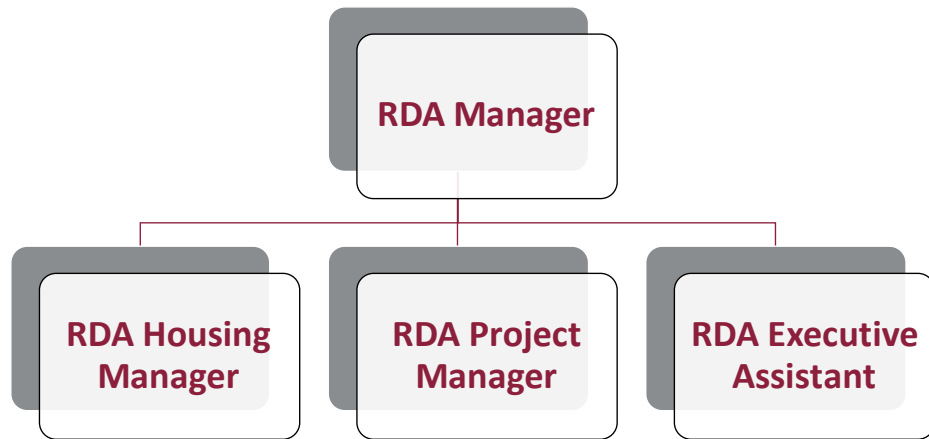 RDA Manager
RDA Housing
Manager
RDA Project
Manager
RDA Executive
Assistant